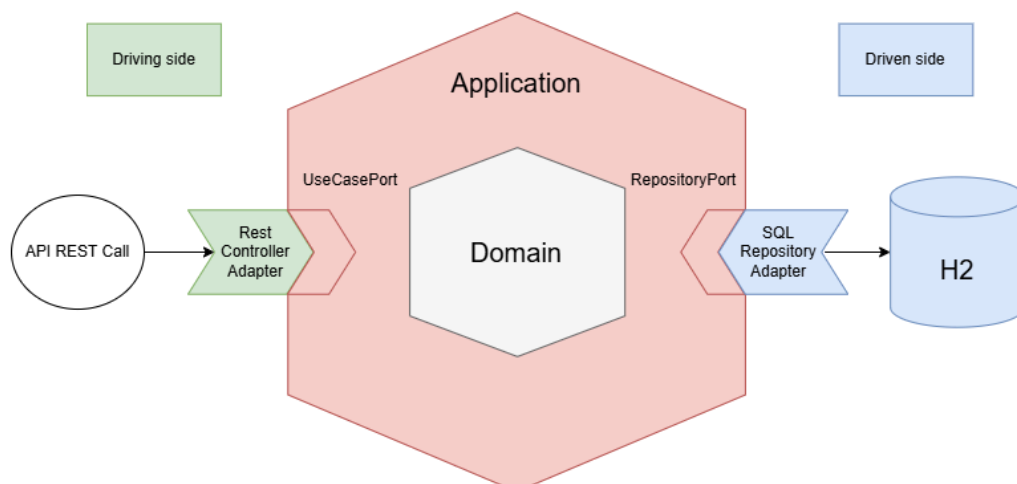 Driving side
Application
Driven side
UseCasePort
RepositoryPort
API REST Call
Rest
Controller
Adapter
Domain
SQL
Repository
Adapter
H2